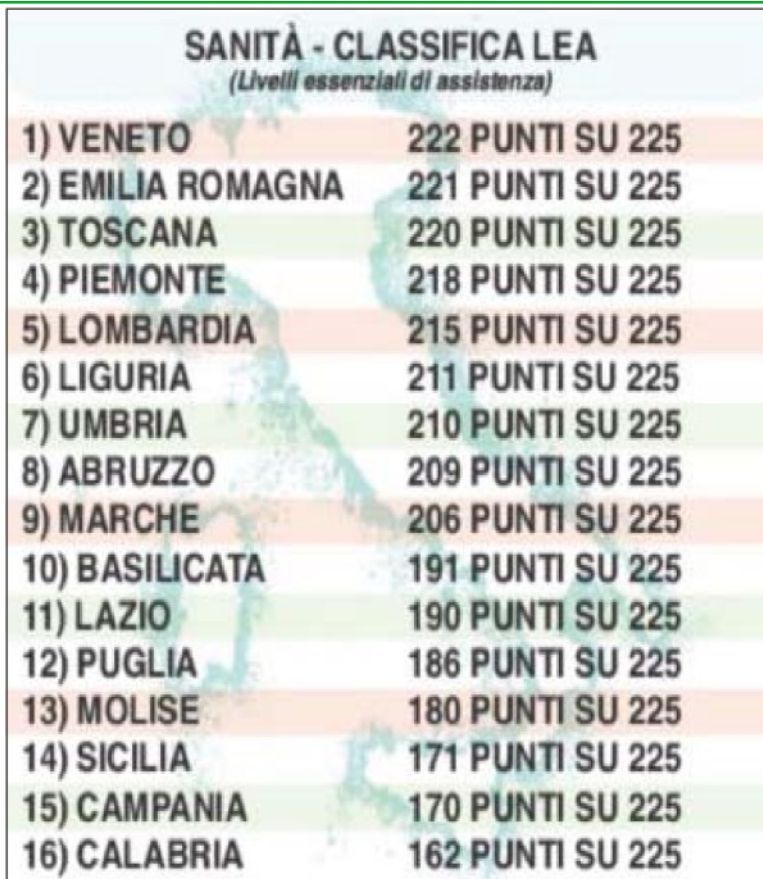 SANITÀ - CLASSIFICA LEA
(Livelli essenziali di assistenza)
1) VENETO 222 PUNTI SU 225
2) EMILIA ROMAGNA 221 PUNTI SU 225
3) TOSCANA 220 PUNTI SU 225
4) PIEMONTE 218 PUNTI SU 225
5) LOMBARDIA 215 PUNTI SU 225
6) LIGURIA 211 PUNTI SU 225
7) UMBRIA 210 PUNTI SU 225
8) ABRUZZO 209 PUNTI SU 225
9) MARCHE 206 PUNTI SU 225
10) BASILICATA 191 PUNTI SU 225
11) LAZIO 190 PUNTI SU 225
12) PUGLIA 186 PUNTI SU 225
13) MOLISE 180 PUNTI SU 225
14) SICILIA 171 PUNTI SU 225
15) CAMPANIA 170 PUNTI SU 225
16) CALABRIA 162 PUNTI SU 225